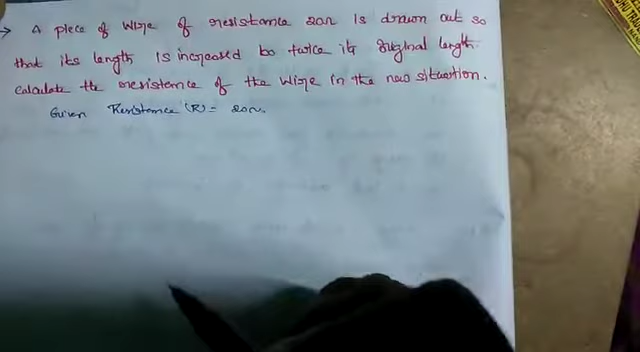 → A piece of wire of resistance 20Ω is drawn out so
that its length is increased to twice its original length.
calculate the resistance of the wire in the new situation.
Given Resistance (R) = 20Ω.